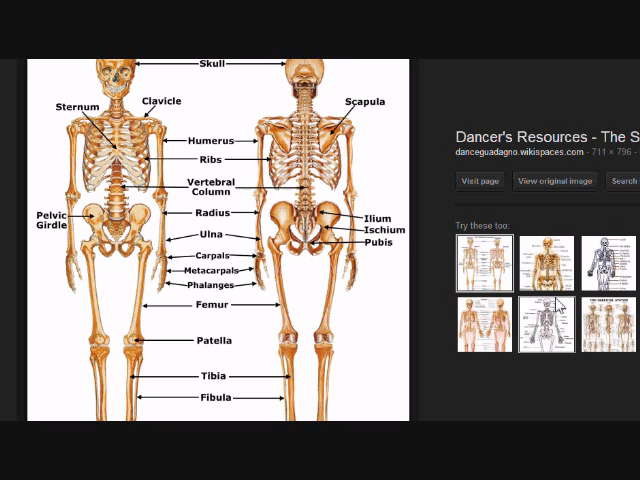 Skull
Sternum
Clavicle
Scapula
Humerus
Ribs
Vertebral
Column
Pelvic
Girdle
Radius
Ilium
Ulna
Ischium
Pubis
Carpals
Metacarpals
Phalanges
Femur
Patella
Tibia
Fibula
Dancer's Resources - The S
danceguadagno.wikispaces.com - 711 × 796 -
Visit page
View original image
Search
Try these too: